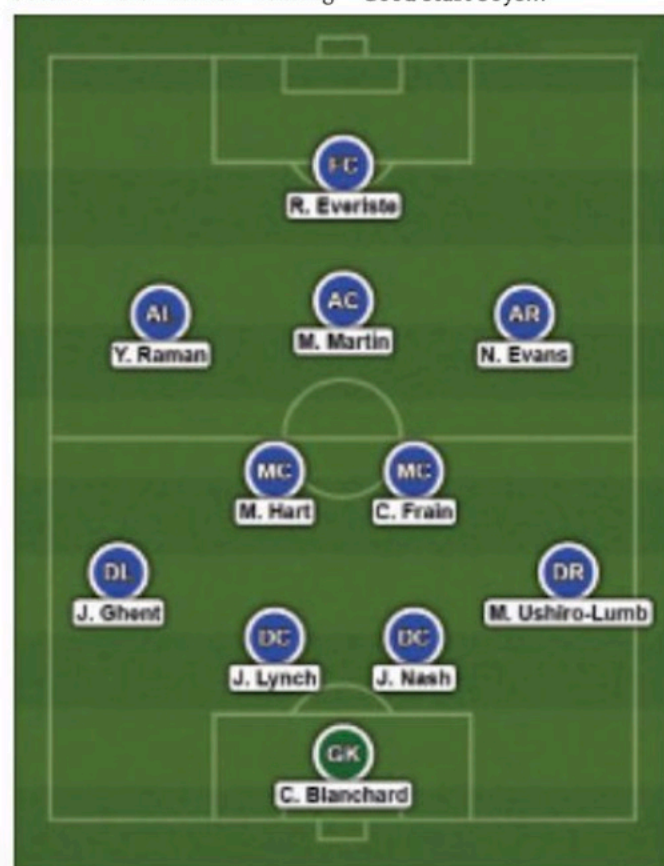 FC
R. Everiste
AL
AC
AR
Y. Raman
M. Martin
N. Evans
MC
MC
M. Hart
C. Frain
DL
DR
J. Ghent
M. Ushiro-Lumb
DC
DC
J. Lynch
J. Nash
GK
C. Blanchard